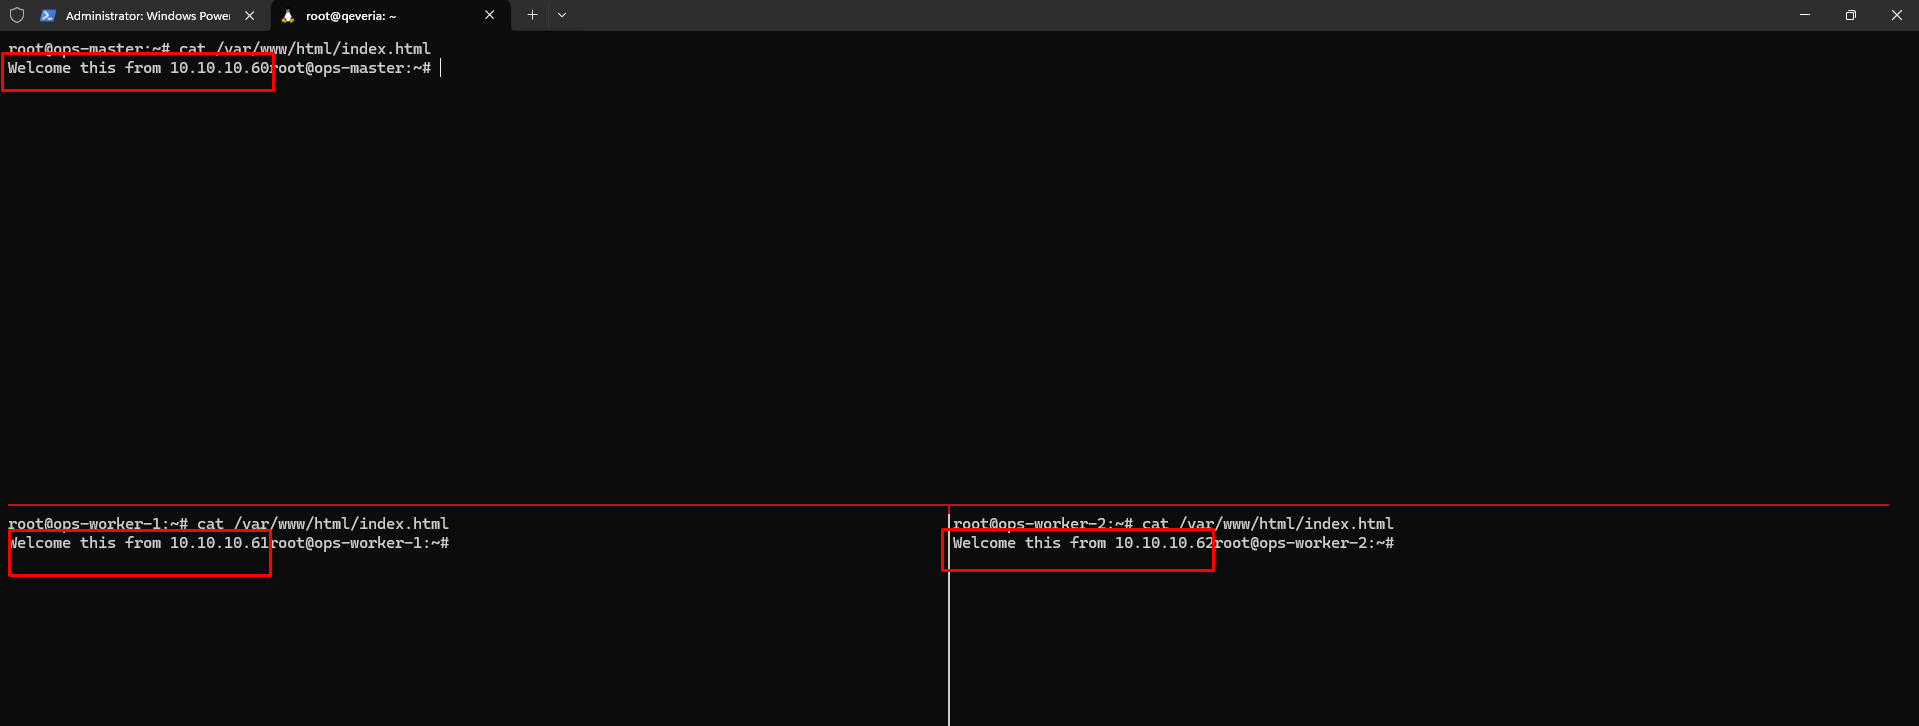 Administrator: Windows Power
root@qeveria: ~
root@ops-master:~# cat /var/www/html/index.html
Welcome this from 10.10.10.60root@ops-master:~#
root@ops-worker-1:~# cat /var/www/html/index.html
Welcome this from 10.10.10.61root@ops-worker-1:~#
root@ops-worker-2:~# cat /var/www/html/index.html
Welcome this from 10.10.10.62root@ops-worker-2:~#